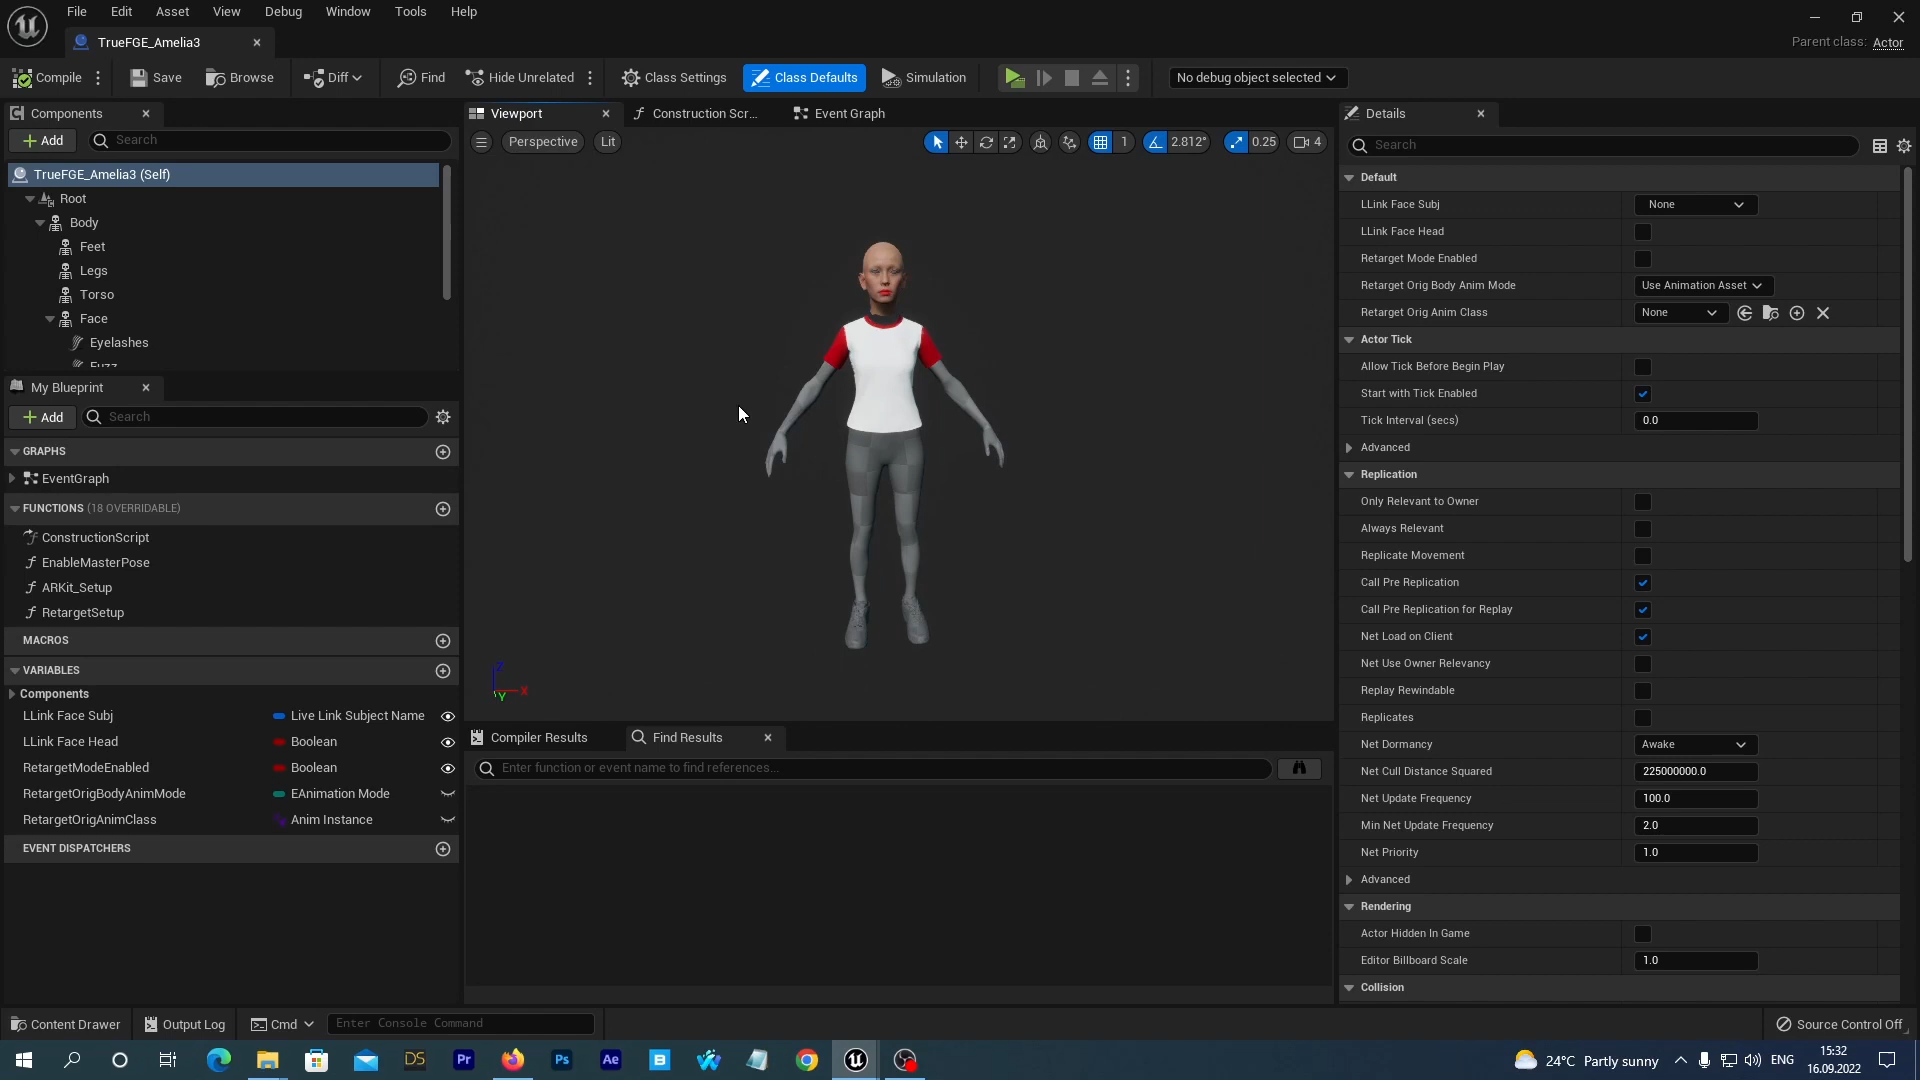 File Edit Asset View Debug Window Tools Help
TrueFGE_Amelia3
Parent class: Actor
Compile Save Browse Diff Find Hide Unrelated Class Settings Class Defaults Simulation No debug object selected
Components
Add Search
TrueFGE_Amelia3 (Self)
Root
Body
Feet
Legs
Torso
Face
Eyelashes
Fuzz
My Blueprint
Add Search
GRAPHS
EventGraph
FUNCTIONS (18 OVERRIDABLE)
ConstructionScript
EnableMasterPose
ARKit_Setup
RetargetSetup
MACROS
VARIABLES
Components
LLink Face Subj Live Link Subject Name
LLink Face Head Boolean
RetargetModeEnabled Boolean
RetargetOrigBodyAnimMode EAnimation Mode
RetargetOrigAnimClass Anim Instance
EVENT DISPATCHERS
Viewport Construction Scr... Event Graph
Perspective Lit 1 2.812° 0.25 4
Z
X
Y
Compiler Results Find Results
Enter function or event name to find references...
Details
Search
Default
LLink Face Subj None
LLink Face Head
Retarget Mode Enabled
Retarget Orig Body Anim Mode Use Animation Asset
Retarget Orig Anim Class None
Actor Tick
Allow Tick Before Begin Play
Start with Tick Enabled
Tick Interval (secs) 0.0
Advanced
Replication
Only Relevant to Owner
Always Relevant
Replicate Movement
Call Pre Replication
Call Pre Replication for Replay
Net Load on Client
Net Use Owner Relevancy
Replay Rewindable
Replicates
Net Dormancy Awake
Net Cull Distance Squared 225000000.0
Net Update Frequency 100.0
Min Net Update Frequency 2.0
Net Priority 1.0
Advanced
Rendering
Actor Hidden In Game
Editor Billboard Scale 1.0
Collision
Content Drawer Output Log Cmd Enter Console Command Source Control Off
DS Pr Ps Ae 24°C Partly sunny ENG 15:32
16.09.2022